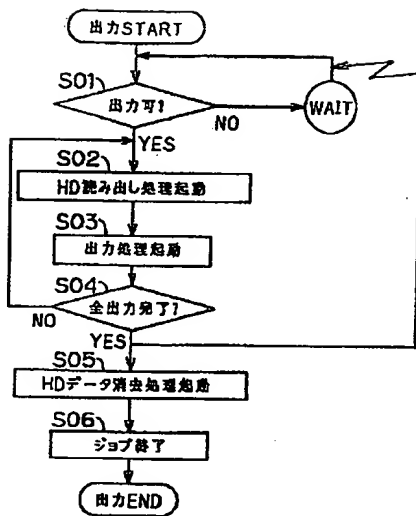 出力START
S01
出力可?
NO
WAIT
YES
S02
HD読み出し処理起動
S03
出力処理起動
S04
全出力完了?
NO
YES
S05
HDデータ消去処理起動
S06
ジョブ終了
出力END